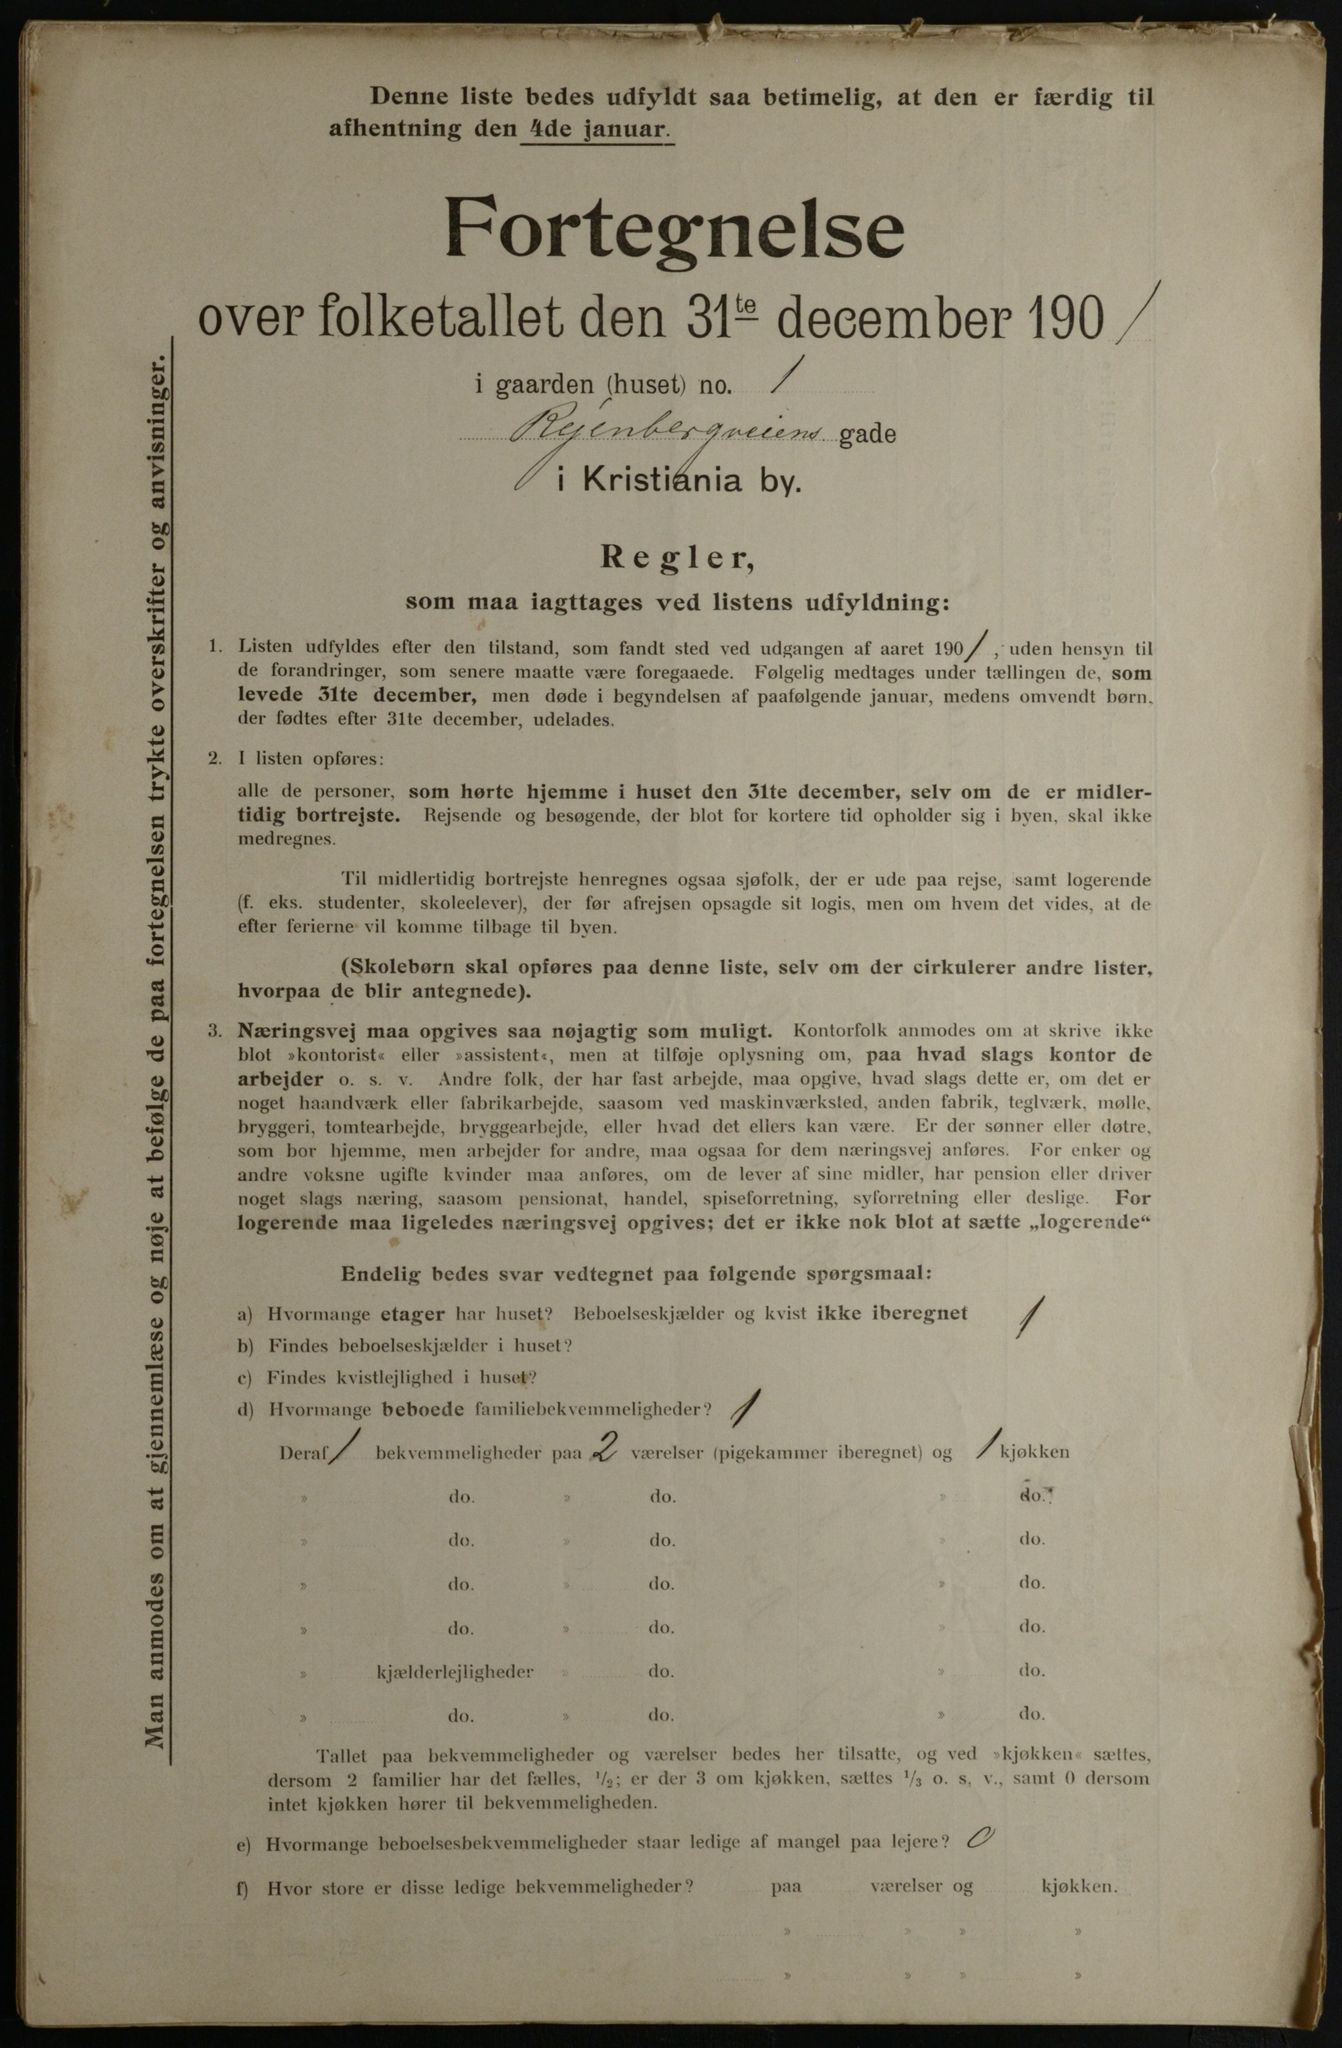 Denne liste bedes udfyldt saa betimelig, at den er færdig til
afhentning den 4de januar.
Fortegnelse
over folketallet den 31te december 1901
i gaarden (huset) no. 1
Ryenbergveiens gade
i Kristiania by.
Regler,
som maa iagttages ved listens udfyldning:
1. Listen udfyldes efter den tilstand, som fandt sted ved udgangen af aaret 1901, uden hensyn til
de forandringer, som senere maatte være foregaaede. Følgelig medtages under tællingen de, som
levede 31te december, men døde i begyndelsen af paafølgende januar, medens omvendt børn,
der fødtes efter 31te december, udelades.
2. I listen opføres:
alle de personer, som hørte hjemme i huset den 31te december, selv om de er midler-
tidig bortrejste. Rejsende og besøgende, der blot for kortere tid opholder sig i byen, skal ikke
medregnes.
Til midlertidig bortrejste henregnes ogsaa sjøfolk, der er ude paa rejse, samt logerende
(f. eks. studenter, skoleelever), der før afrejsen opsagde sit logis, men om hvem det vides, at de
efter ferierne vil komme tilbage til byen.
(Skolebørn skal opføres paa denne liste, selv om der cirkulerer andre lister,
hvorpaa de blir antegnede).
3. Næringsvej maa opgives saa nøjagtig som muligt. Kontorfolk anmodes om at skrive ikke
blot »kontorist« eller »assistent«, men at tilføje oplysning om, paa hvad slags kontor de
arbejder o. s. v. Andre folk, der har fast arbejde, maa opgive, hvad slags dette er, om det er
noget haandværk eller fabrikarbejde, saasom ved maskinværksted, anden fabrik, teglværk, mølle,
bryggeri, tomtearbejde, bryggearbejde, eller hvad det ellers kan være. Er der sønner eller døtre,
som bor hjemme, men arbejder for andre, maa ogsaa for dem næringsvej anføres. For enker og
andre voksne ugifte kvinder maa anføres, om de lever af sine midler, har pension eller driver
noget slags næring, saasom pensionat, handel, spiseforretning, syforretning eller deslige. For
logerende maa ligeledes næringsvej opgives; det er ikke nok blot at sætte „logerende“
Endelig bedes svar vedtegnet paa følgende spørgsmaal:
a) Hvormange etager har huset? Beboelseskjælder og kvist ikke iberegnet 1
b) Findes beboelseskjælder i huset?
c) Findes kvistlejlighed i huset?
d) Hvormange beboede familiebekvemmeligheder? 1
Deraf 1 bekvemmeligheder paa 2 værelser (pigekammer iberegnet) og 1 kjøkken
» do. » do. » do.
» do. » do. » do.
» do. » do. » do.
» do. » do. » do.
» kjælderlejligheder » do. » do.
» do. » do. » do.
Tallet paa bekvemmeligheder og værelser bedes her tilsatte, og ved »kjøkken« sættes,
dersom 2 familier har det fælles, 1/2; er der 3 om kjøkken, sættes 1/3 o. s. v., samt 0 dersom
intet kjøkken hører til bekvemmeligheden.
e) Hvormange beboelsesbekvemmeligheder staar ledige af mangel paa lejere? 0
f) Hvor store er disse ledige bekvemmeligheder? paa værelser og kjøkken.
» » » »
» » » »
Man anmodes om at gjennemlæse og nøje at befølge de paa fortegnelsen trykte overskrifter og anvisninger.